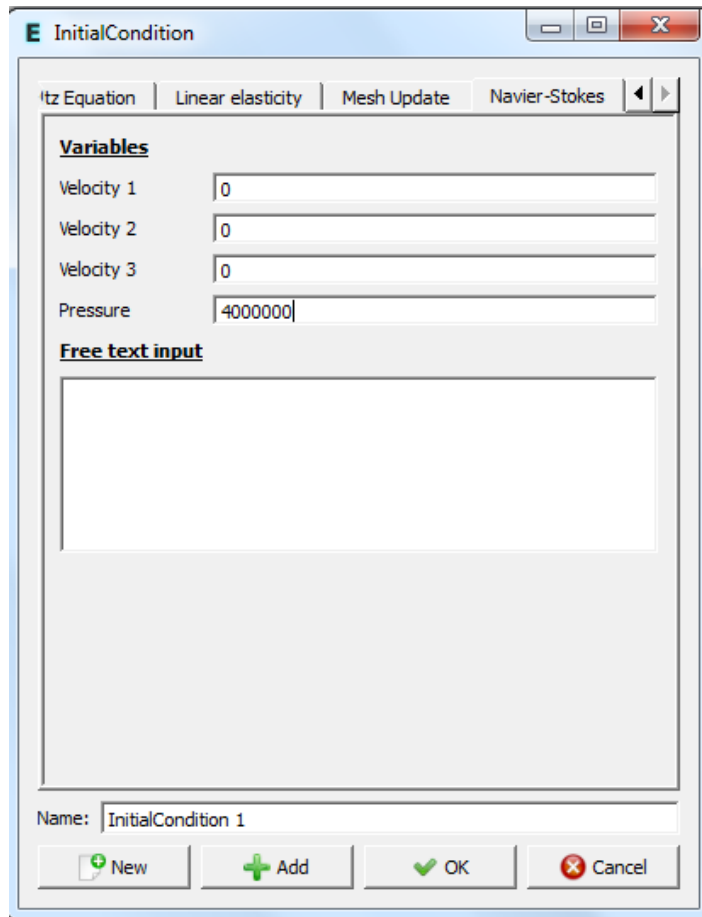 E InitialCondition
ltz Equation Linear elasticity Mesh Update Navier-Stokes
Variables
Velocity 1 0
Velocity 2 0
Velocity 3 0
Pressure 4000000
Free text input
Name: InitialCondition 1
New Add OK Cancel